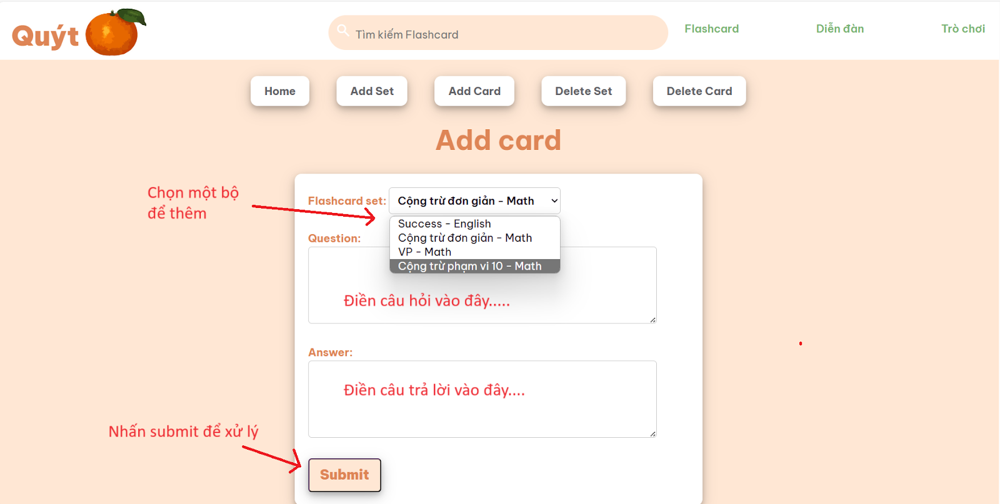 Quýt
Tìm kiếm Flashcard
Flashcard
Diễn đàn
Trò chơi
Home
Add Set
Add Card
Delete Set
Delete Card
Add card
Chọn một bộ
để thêm
Flashcard set:
Cộng trừ đơn giản - Math
Success - English
Cộng trừ đơn giản - Math
VP - Math
Cộng trừ phạm vi 10 - Math
Question:
Điền câu hỏi vào đây.....
Answer:
Điền câu trả lời vào đây....
Nhấn submit để xử lý
Submit